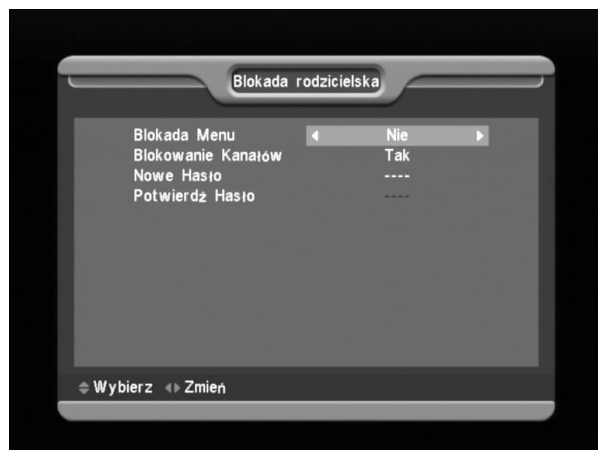 Blokada rodzicielska
Blokada Menu Nie
Blokowanie Kanałów Tak
Nowe Hasło ----
Potwierdź Hasło ----
Wybierz Zmień